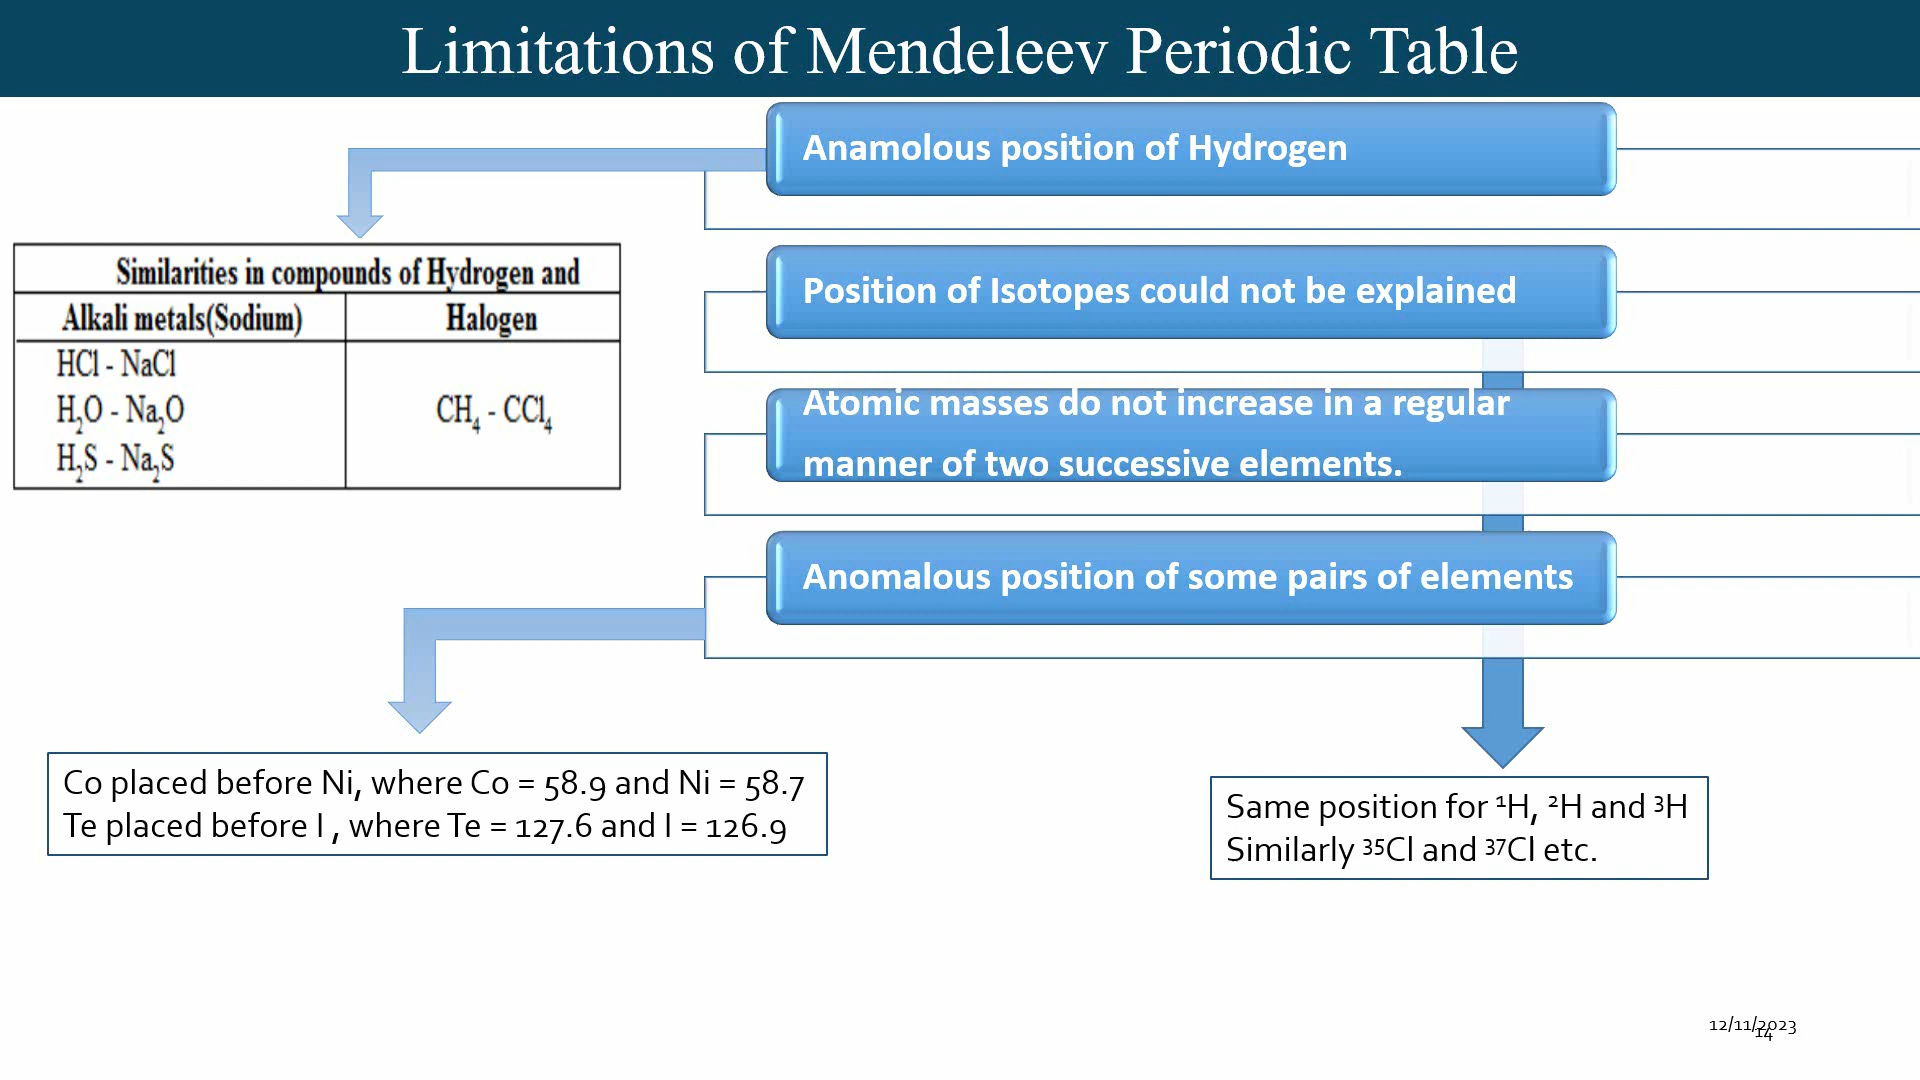 Limitations of Mendeleev Periodic Table
Anamolous position of Hydrogen
Similarities in compounds of Hydrogen and
Alkali metals(Sodium) Halogen
HCl - NaCl
H₂O - Na₂O CH₄ - CCl₄
H₂S - Na₂S
Position of Isotopes could not be explained
Atomic masses do not increase in a regular
manner of two successive elements.
Anomalous position of some pairs of elements
Co placed before Ni, where Co = 58.9 and Ni = 58.7
Te placed before I , where Te = 127.6 and I = 126.9
Same position for ¹H, ²H and ³H
Similarly ³⁵Cl and ³⁷Cl etc.
12/11/2023
14